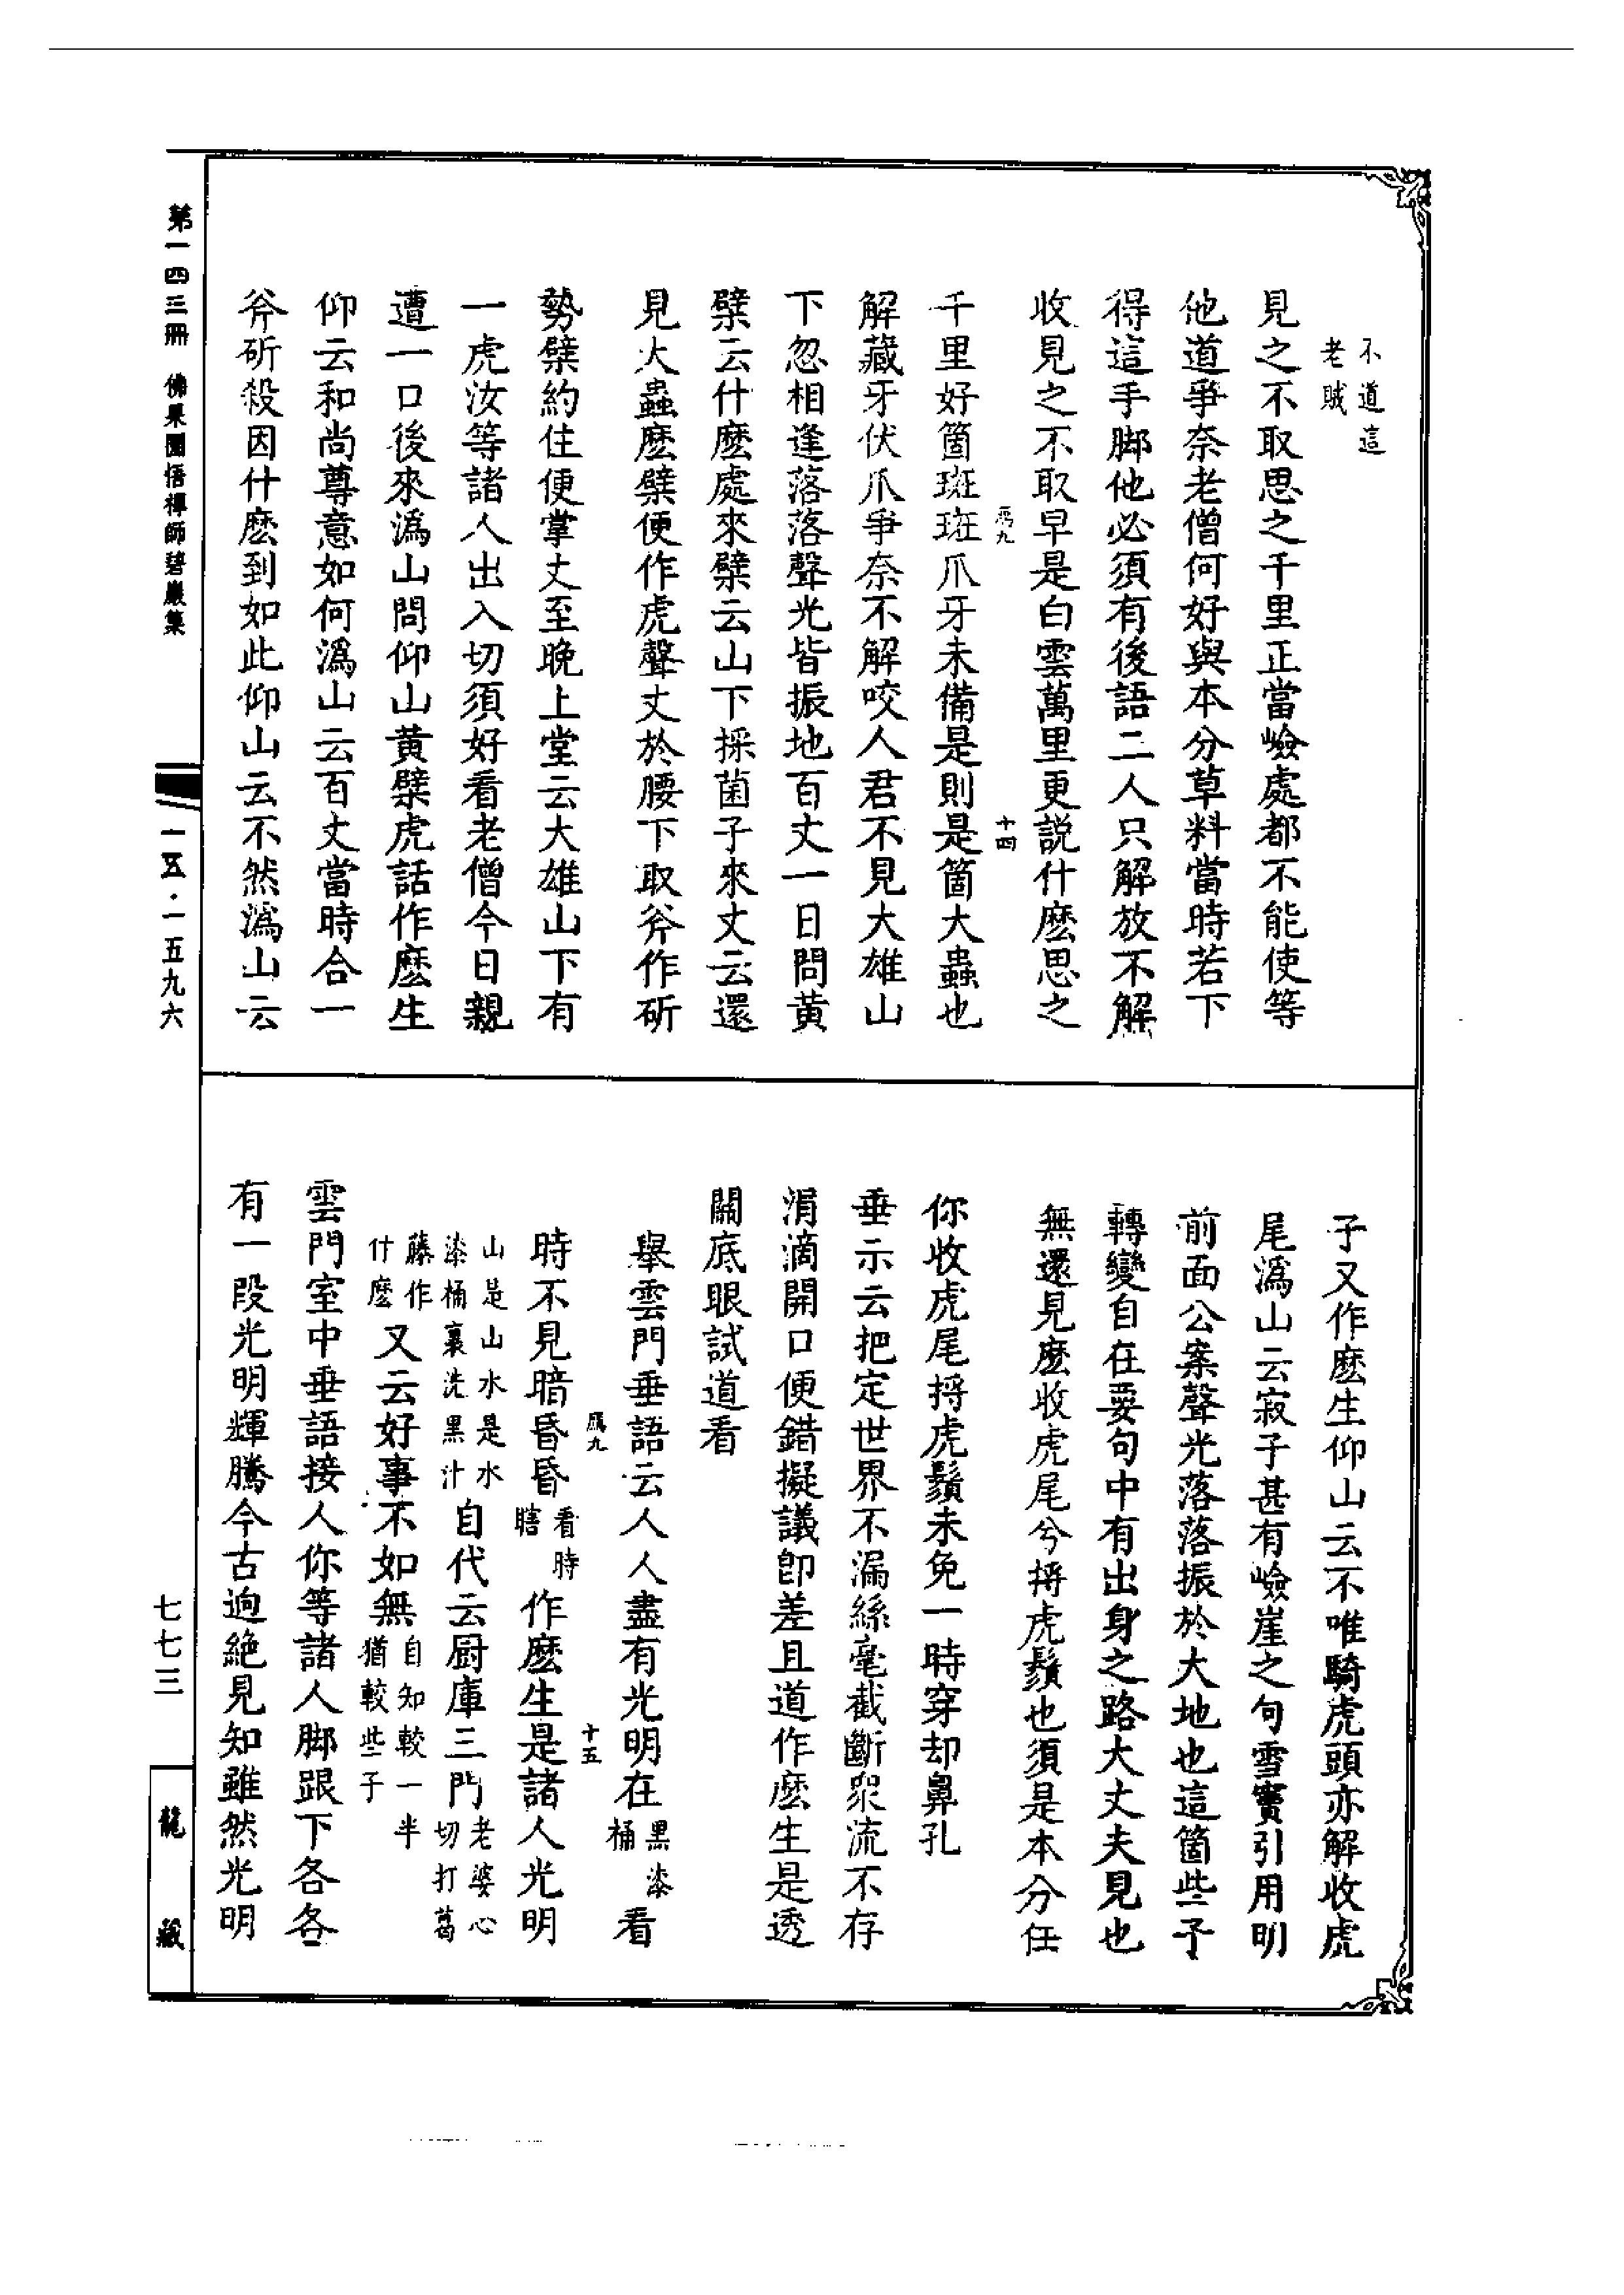 不道這
老賊
見之不取思之千里正當嶮處都不能使等
他道爭奈老僧何好與本分草料當時若下
得這手脚他必須有後語二人只解放不解
收見之不取早是白雲萬里更説什麽思之
十四
千里好箇斑斑爪牙未備是則是箇大蟲也
解藏牙伏爪爭奈不解咬人君不見大雄山
下忽相逢落落聲光皆振地百丈一日問黃
檗云什麽處來檗云山下採菌子來丈云還
見大蟲麽檗便作虎聲丈於腰下取斧作斫
勢檗約住便掌丈至晚上堂云大雄山下有
一虎汝等諸人出入切須好看老僧今日親
遭一口後來潙山問仰山黃檗虎話作麽生
仰云和尚尊意如何潙山云百丈當時合一
斧斫殺因什麽到如此仰山云不然潙山云
子又作麽生仰山云不唯騎虎頭亦解收虎
尾潙山云寂子甚有嶮崖之句雪竇引用明
前面公案聲光落落振於大地也這箇些子
轉變自在要句中有出身之路大丈夫見也
無還見麽收虎尾兮捋虎鬚也須是本分任
你收虎尾捋虎鬚未免一時穿却鼻孔
垂示云把定世界不漏絲毫截斷衆流不存
涓滴開口便錯擬議卽差且道作麽生是透
關底眼試道看
舉雲門垂語云人人盡有光明在黑漆桶看
十五
時不見暗昏昏看時瞎作麽生是諸人光明
山是山水是水漆桶裏洗黑汁自代云厨庫三門老婆心切打葛
藤作什麽又云好事不如無自知較一半猶較些子
雲門室中垂語接人你等諸人脚跟下各各
有一段光明輝騰今古逈絶見知雖然光明
第一四三冊 佛果圜悟禪師碧巖集
一五五·一五九六
七七三
龍藏